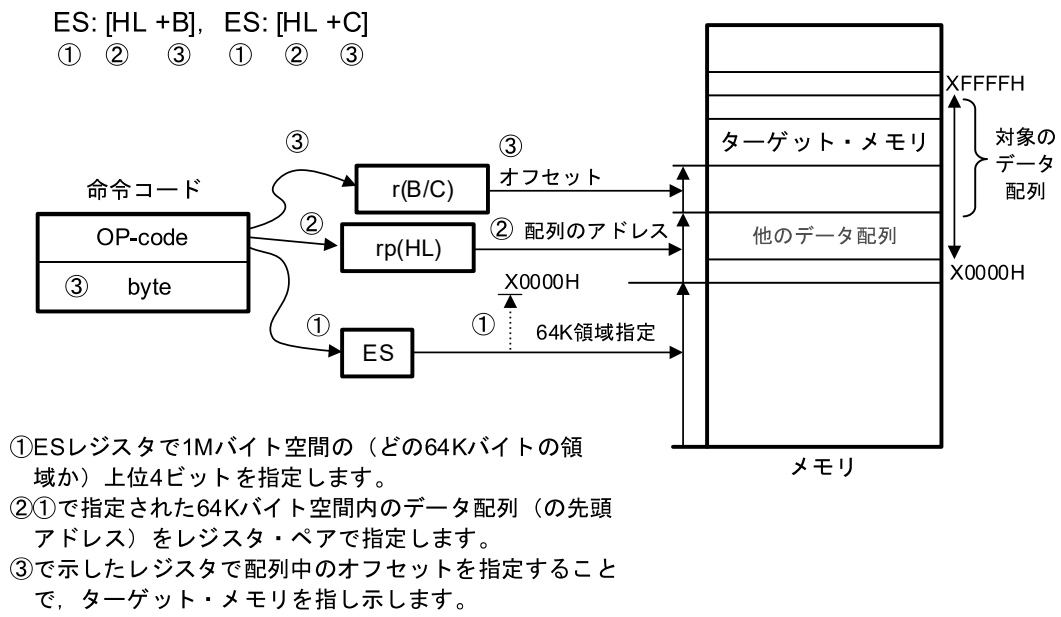 ES: [HL +B],  ES: [HL +C]
① ② ③ ① ② ③
XFFFFH
対象の
データ
配列
ターゲット・メモリ
③
③
オフセット
r(B/C)
命令コード
OP-code
③ byte
②
rp(HL)
② 配列のアドレス
他のデータ配列
X0000H
X0000H
①
①
64K領域指定
ES
メモリ
①ESレジスタで1Mバイト空間の（どの64Kバイトの領
域か）上位4ビットを指定します。
②①で指定された64Kバイト空間内のデータ配列（の先頭
アドレス）をレジスタ・ペアで指定します。
③で示したレジスタで配列中のオフセットを指定すること
で，ターゲット・メモリを指し示します。